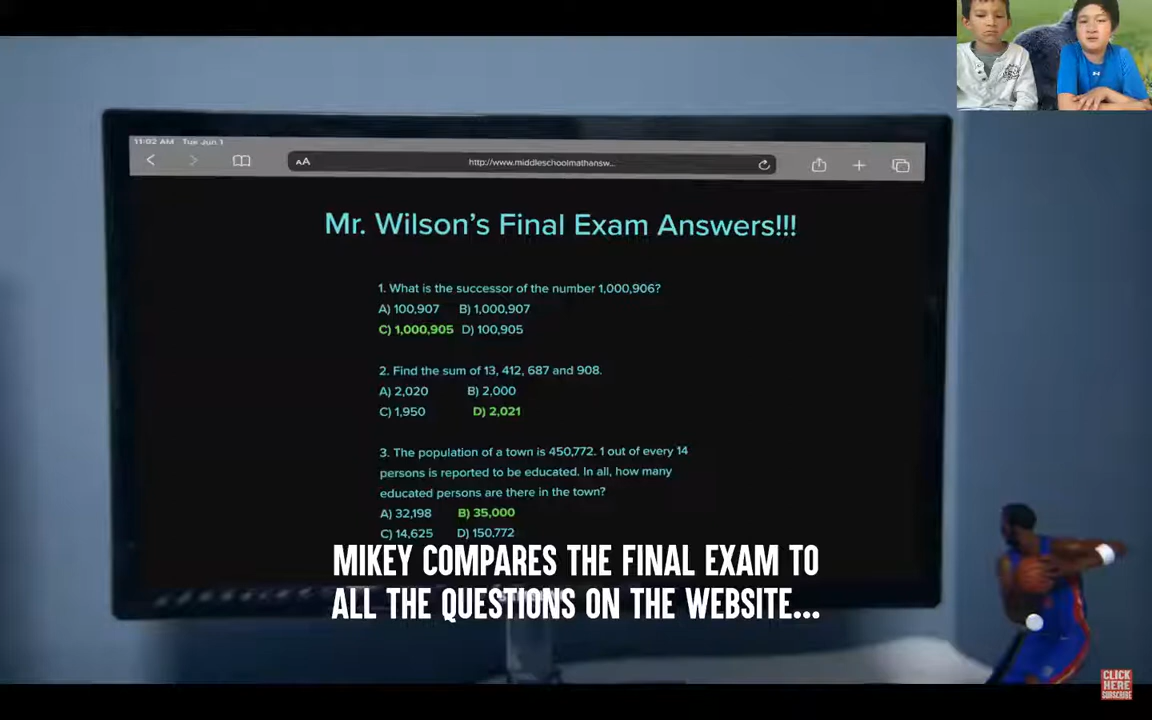 11:02 AM Tue Jun 1
AA http://www.middleschoolmathansw...
Mr. Wilson's Final Exam Answers!!!
1. What is the successor of the number 1,000,906?
A) 100,907 B) 1,000,907
C) 1,000,905 D) 100,905
2. Find the sum of 13, 412, 687 and 908.
A) 2,020 B) 2,000
C) 1,950 D) 2,021
3. The population of a town is 450,772. 1 out of every 14
persons is reported to be educated. In all, how many
educated persons are there in the town?
A) 32,198 B) 35,000
C) 14,625 D) 150,772
MIKEY COMPARES THE FINAL EXAM TO
ALL THE QUESTIONS ON THE WEBSITE...
CLICK
HERE
SUBSCRIBE